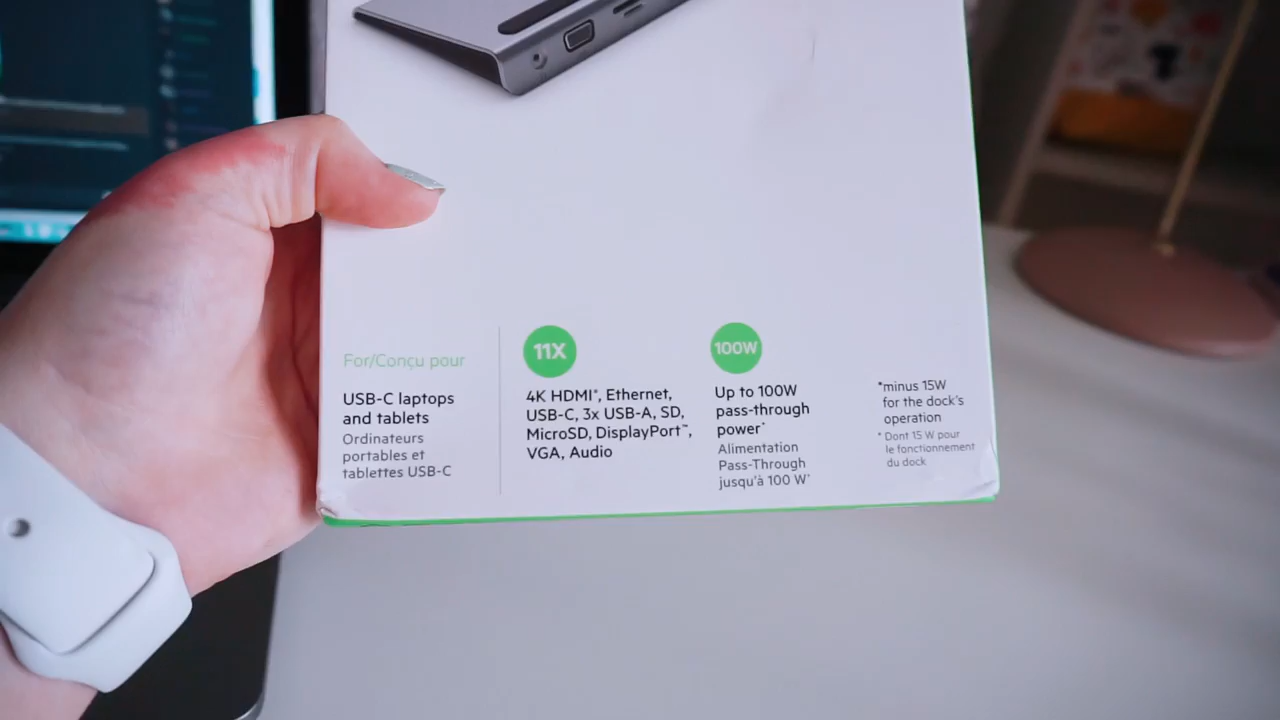 For/Conçu pour
USB-C laptops
and tablets
Ordinateurs
portables et
tablettes USB-C
11X
4K HDMI*, Ethernet,
USB-C, 3x USB-A, SD,
MicroSD, DisplayPort™,
VGA, Audio
100W
Up to 100W
pass-through
power*
Alimentation
Pass-Through
jusqu'à 100 W*
*minus 15W
for the dock's
operation
* Dont 15 W pour
le fonctionnement
du dock